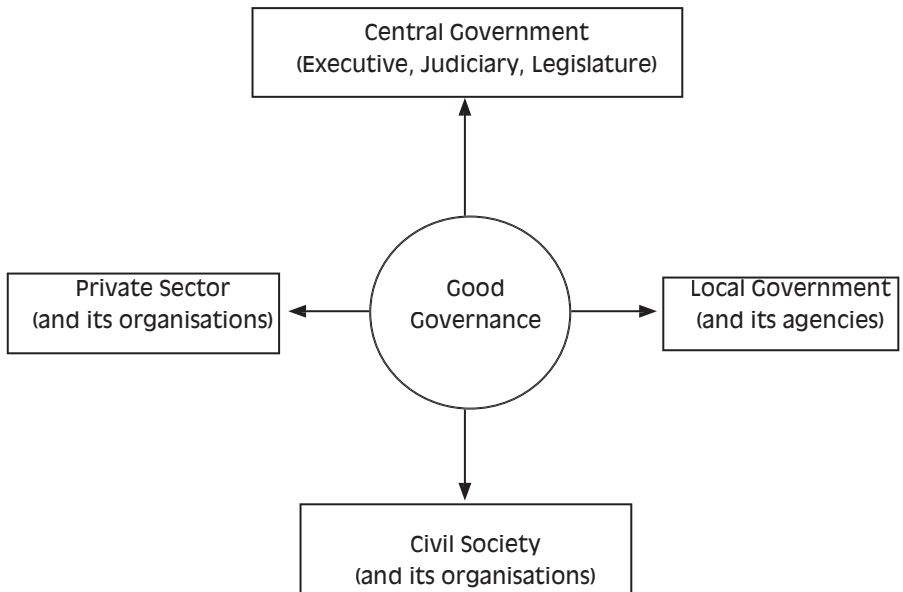 Central Government
(Executive, Judiciary, Legislature)
Private Sector
(and its organisations)
Good
Governance
Local Government
(and its agencies)
Civil Society
(and its organisations)